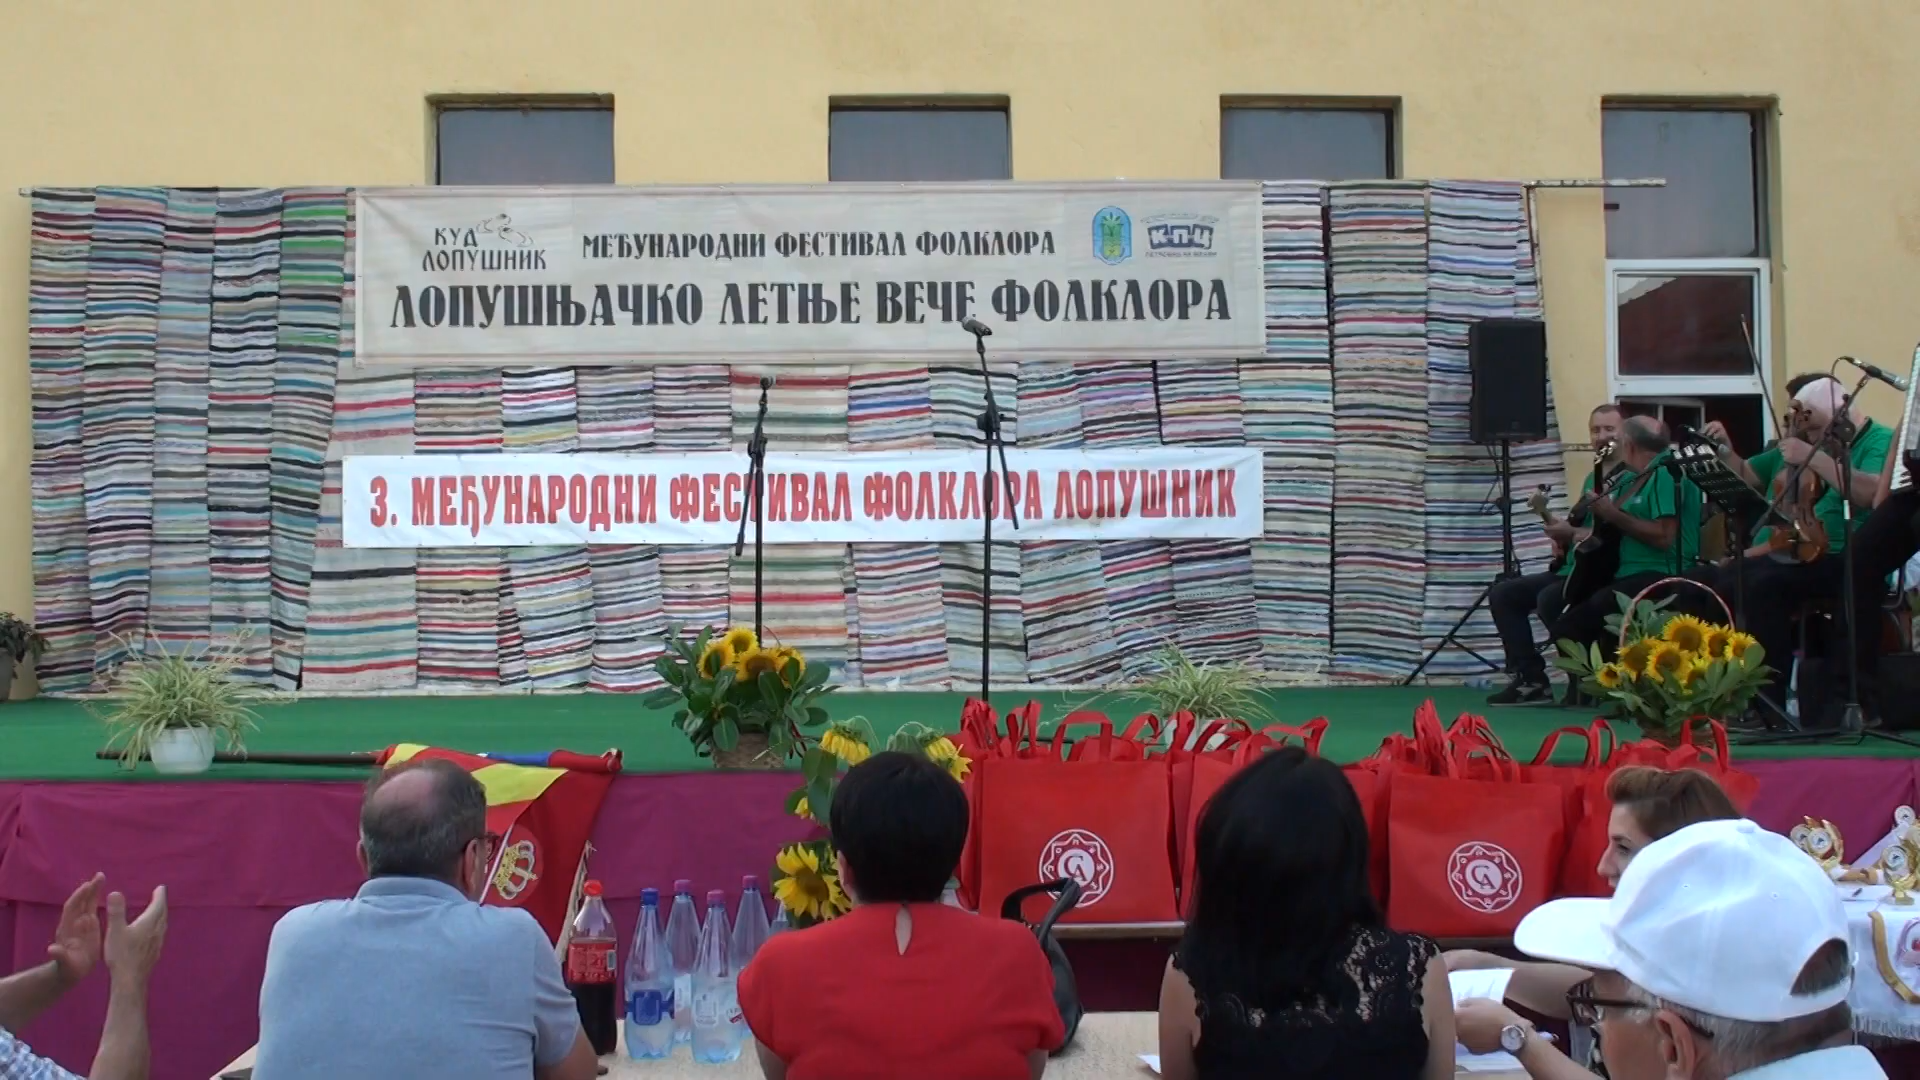 КУД
ЛОПУШНИК
МЕЂУНАРОДНИ ФЕСТИВАЛ ФОЛКЛОРА
КПЦ
ЛОПУШЊАЧКО ЛЕТЊЕ ВЕЧЕ ФОЛКЛОРА
3. МЕЂУНАРОДНИ ФЕСТИВАЛ ФОЛКЛОРА ЛОПУШНИК